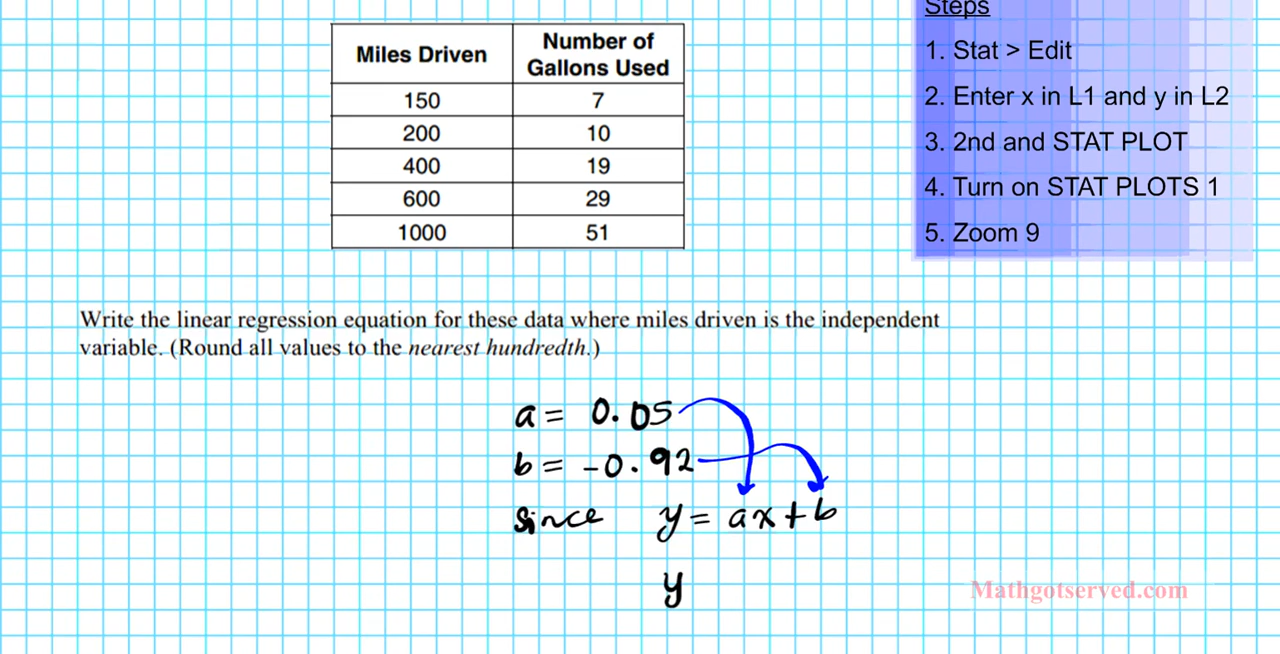 Steps
1. Stat > Edit
2. Enter x in L1 and y in L2
3. 2nd and STAT PLOT
4. Turn on STAT PLOTS 1
5. Zoom 9
Miles Driven Number of Gallons Used
150 7
200 10
400 19
600 29
1000 51
Write the linear regression equation for these data where miles driven is the independent
variable. (Round all values to the nearest hundredth.)
a = 0.05
b = -0.92
Since y = ax + b
y
Mathgotserved.com